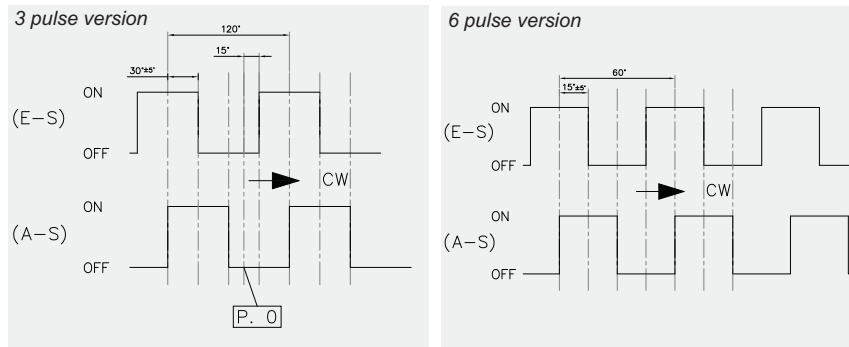 3 pulse version
120°
15°
30°±5°
ON
(E-S)
OFF
CW
ON
(A-S)
OFF
P. 0
6 pulse version
60°
15°±5°
ON
(E-S)
OFF
CW
ON
(A-S)
OFF